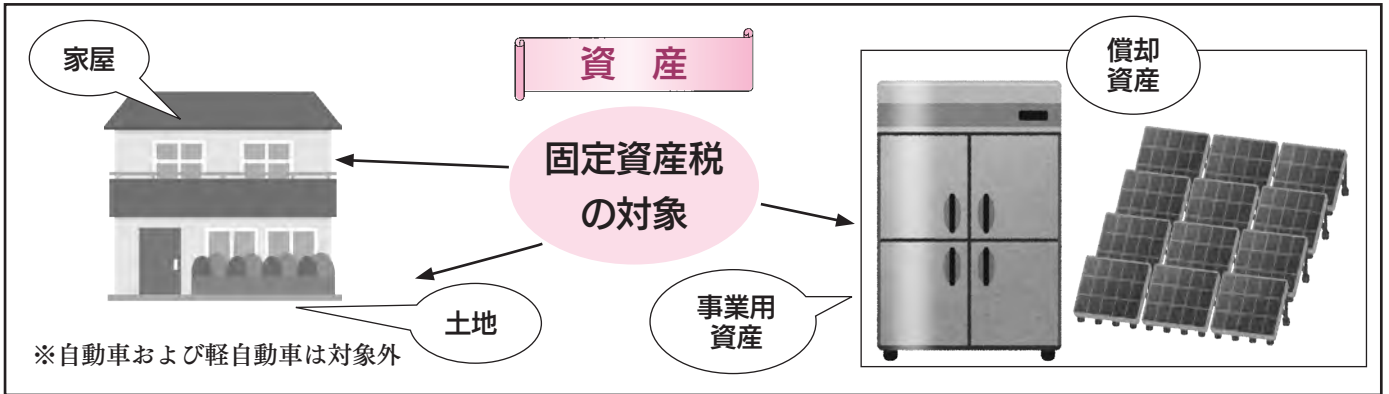 資産
家屋
固定資産税
の対象
償却
資産
土地
事業用
資産
※自動車および軽自動車は対象外